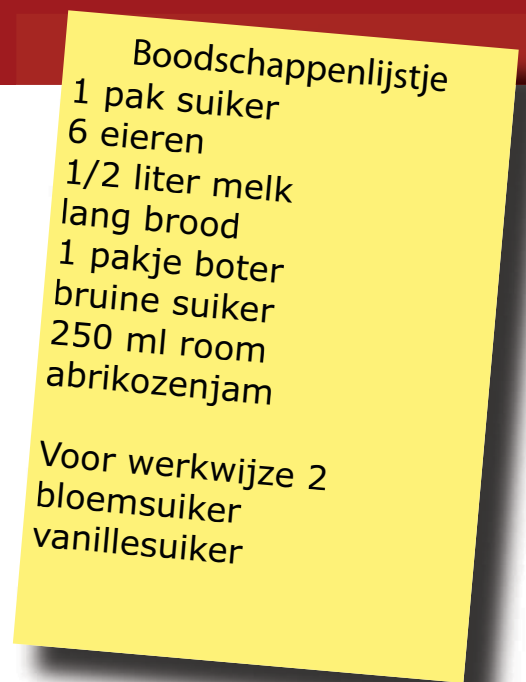 Boodschappenlijstje
1 pak suiker
6 eieren
1/2 liter melk
lang brood
1 pakje boter
bruine suiker
250 ml room
abrikozenjam
Voor werkwijze 2
bloemsuiker
vanillesuiker